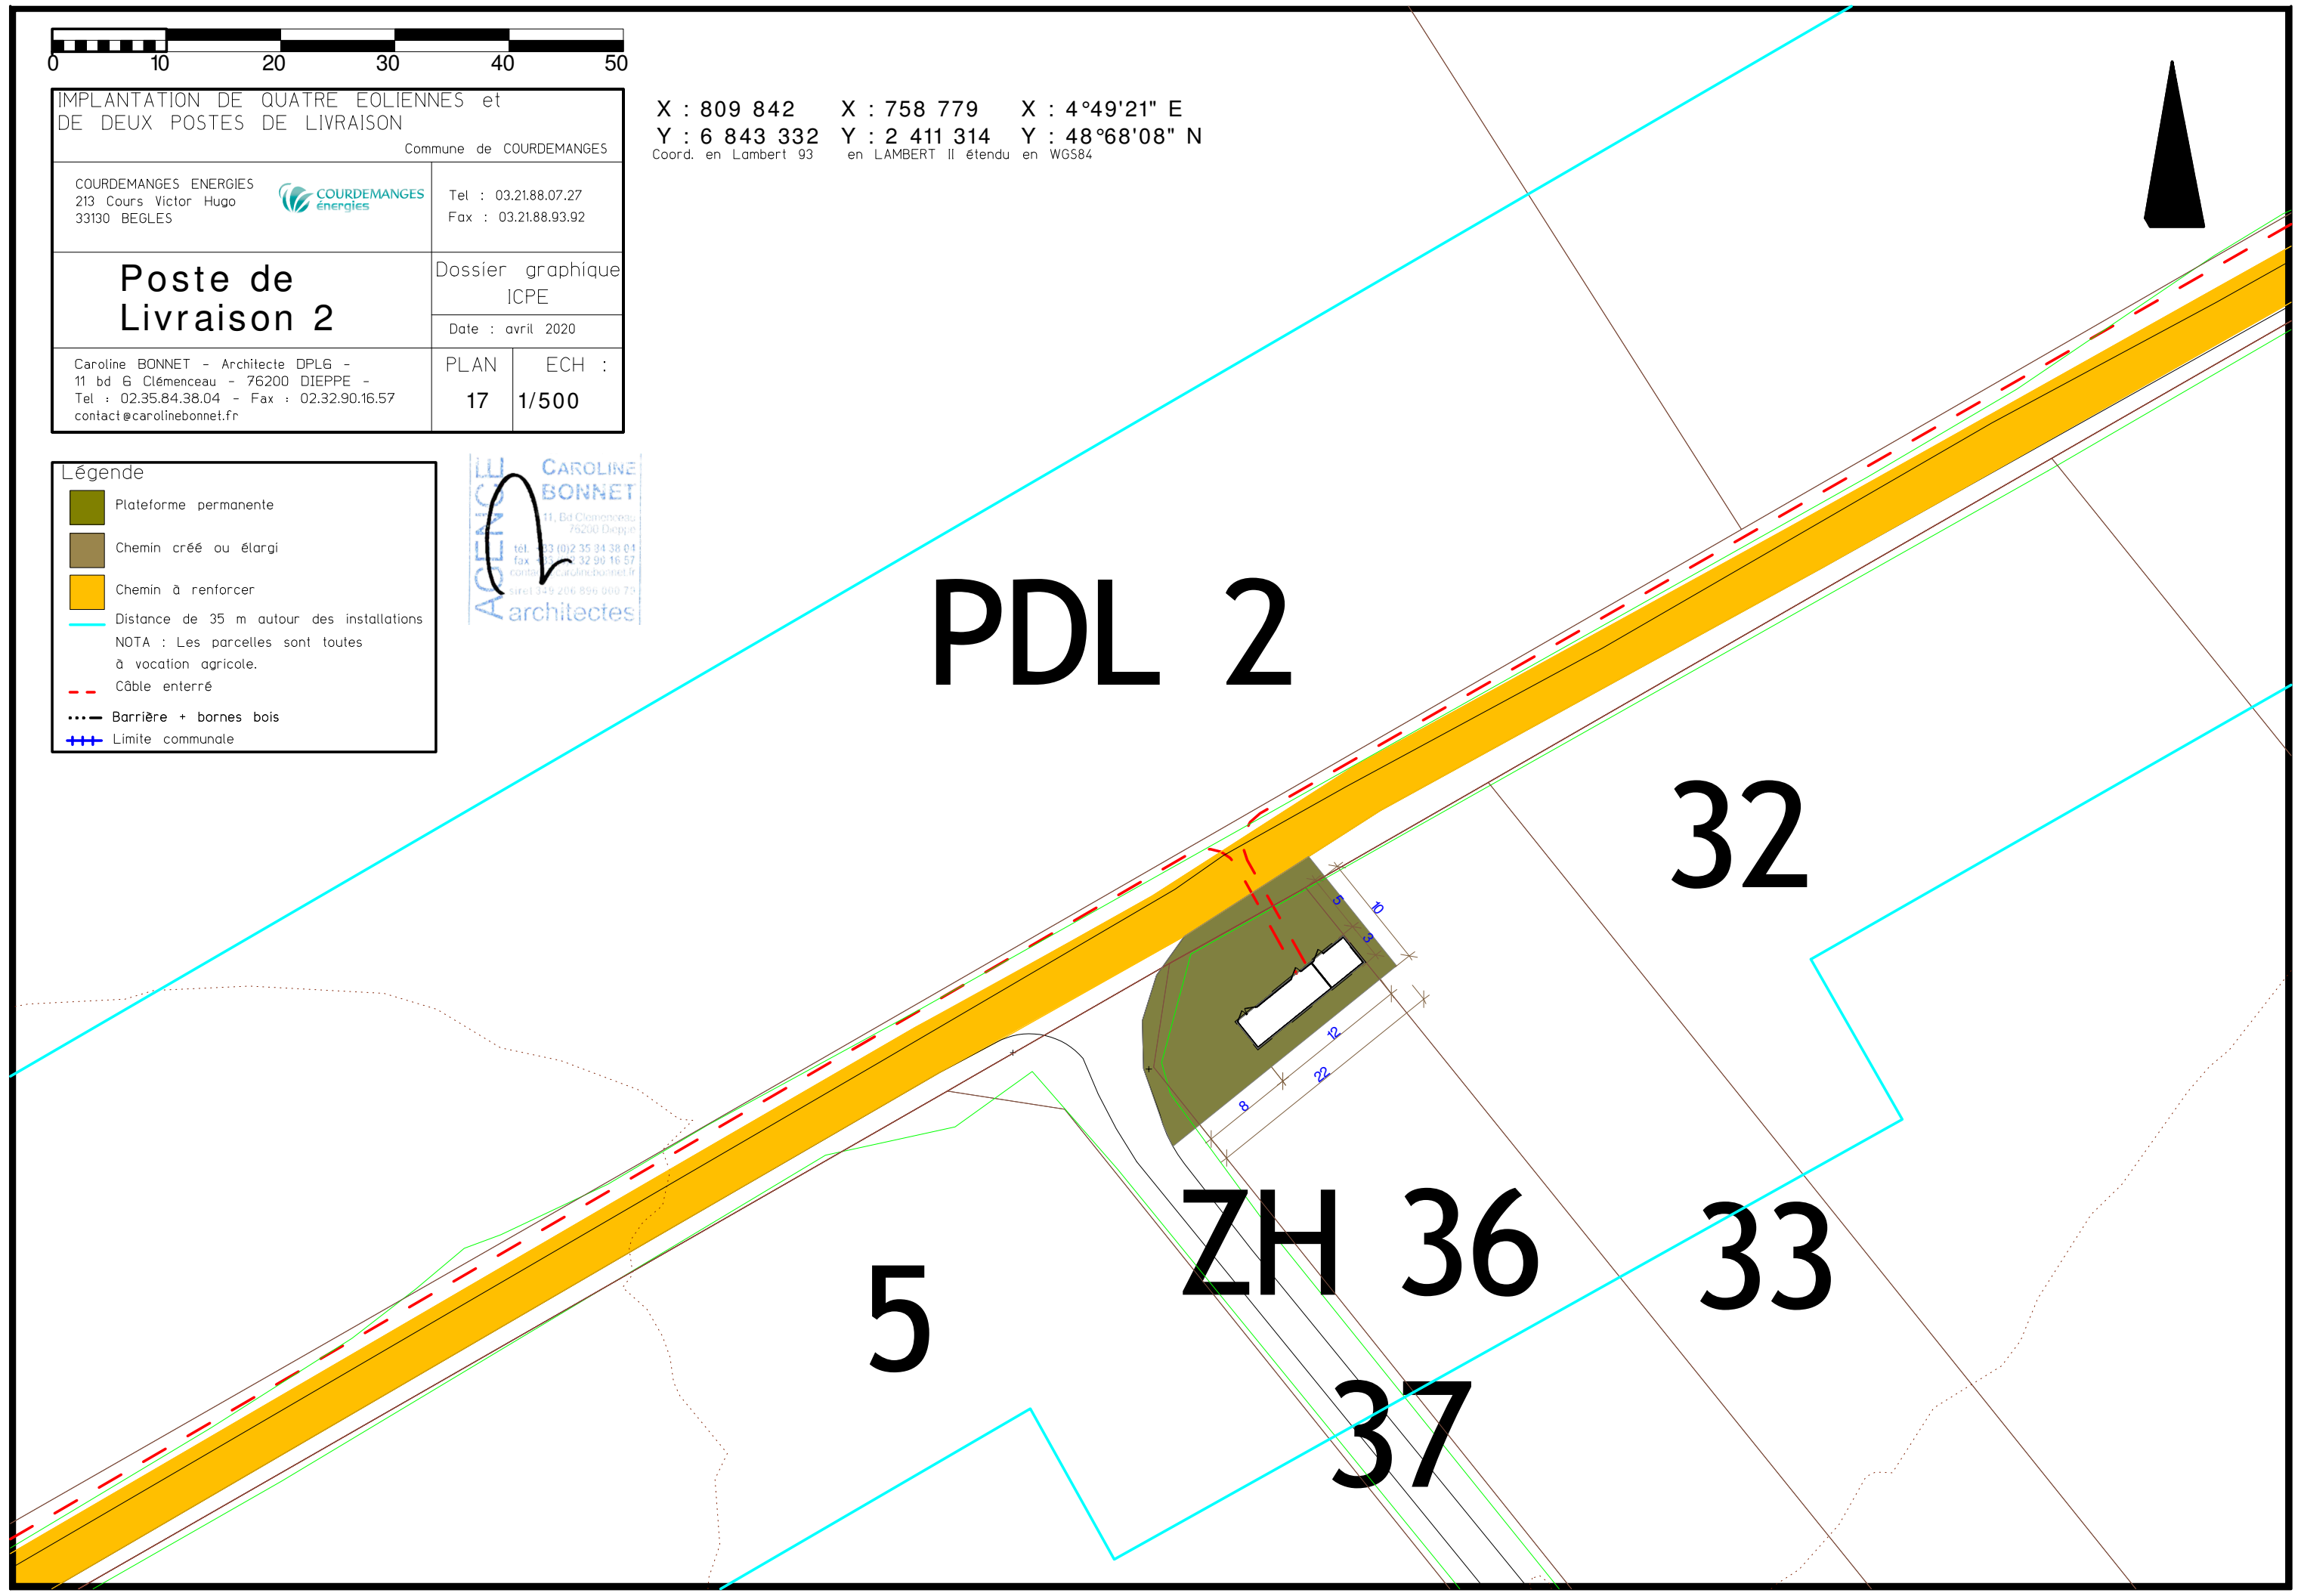 0 10 20 30 40 50
IMPLANTATION DE QUATRE EOLIENNES et
DE DEUX POSTES DE LIVRAISON
Commune de COURDEMANGES
COURDEMANGES ENERGIES
213 Cours Victor Hugo
33130 BEGLES
COURDEMANGES
énergies
Tel : 03.21.88.07.27
Fax : 03.21.88.93.92
Poste de
Livraison 2
Dossier graphique
ICPE
Date : avril 2020
Caroline BONNET - Architecte DPLG -
11 bd G Clémenceau - 76200 DIEPPE -
Tel : 02.35.84.38.04 - Fax : 02.32.90.16.57
contact@carolinebonnet.fr
PLAN
17
ECH :
1/500
X : 809 842 X : 758 779 X : 4°49'21" E
Y : 6 843 332 Y : 2 411 314 Y : 48°68'08" N
Coord. en Lambert 93 en LAMBERT II étendu en WGS84
Légende
Plateforme permanente
Chemin créé ou élargi
Chemin à renforcer
Distance de 35 m autour des installations
NOTA : Les parcelles sont toutes
à vocation agricole.
Câble enterré
Barrière + bornes bois
Limite communale
AGENCE
CAROLINE
BONNET
11, Bd Clemenceau
76200 Dieppe
architectes
PDL 2
32
5
10
3
12
22
8
ZH 36
33
5
37